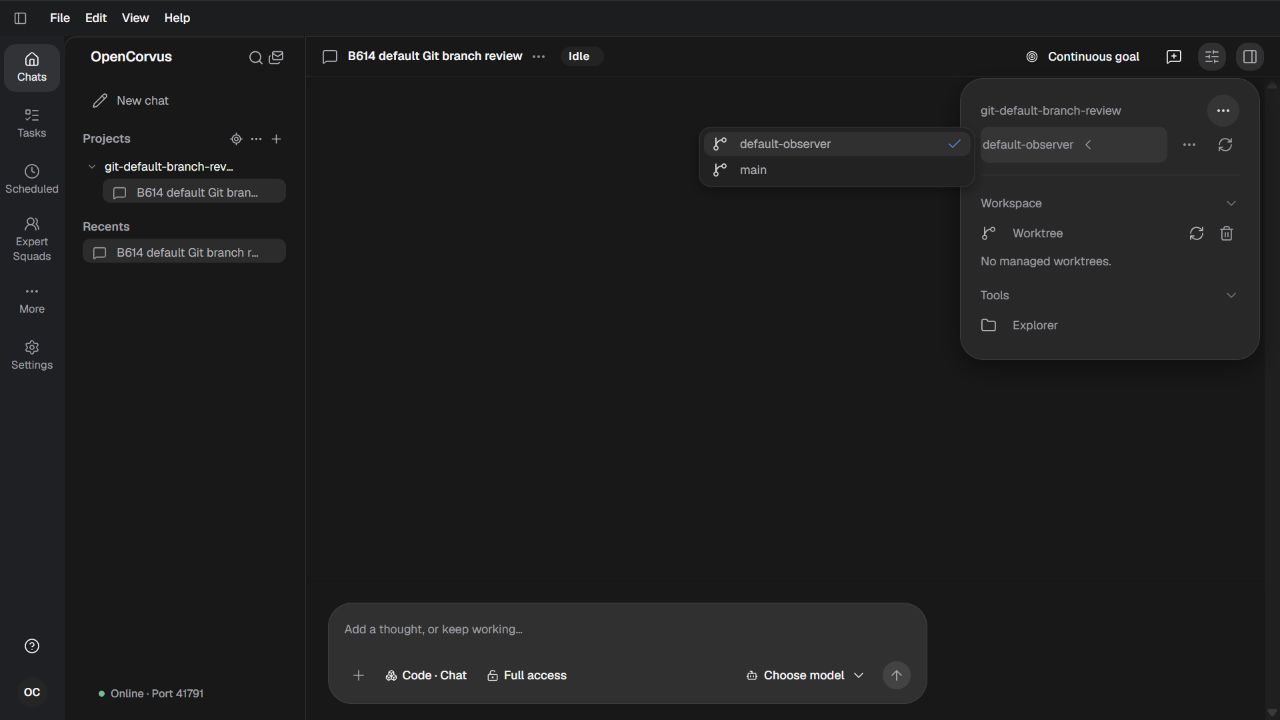 File Edit View Help
Chats
Tasks
Scheduled
Expert
Squads
More
Settings
OC
OpenCorvus
New chat
Projects
git-default-branch-rev...
B614 default Git bran...
Recents
B614 default Git branch r...
Online · Port 41791
B614 default Git branch review
Idle
Continuous goal
default-observer
main
git-default-branch-review
default-observer
Workspace
Worktree
No managed worktrees.
Tools
Explorer
Add a thought, or keep working...
Code · Chat
Full access
Choose model